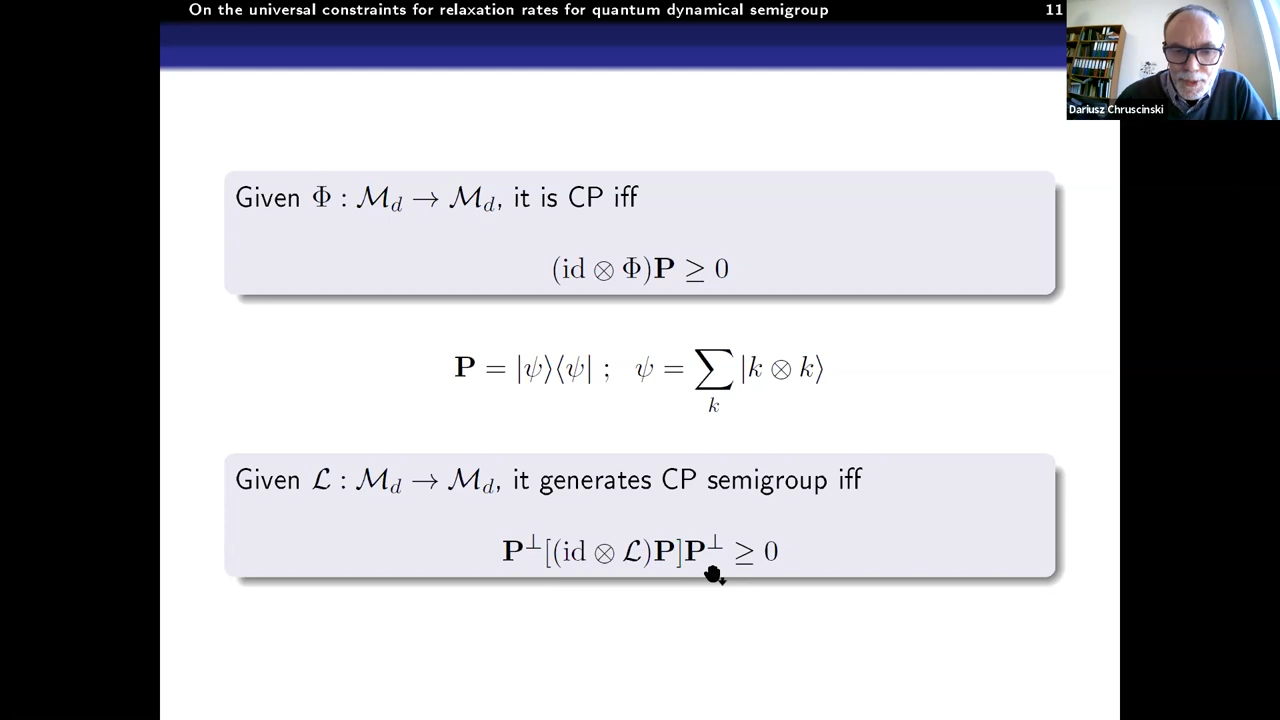 On the universal constraints for relaxation rates for quantum dynamical semigroup
11
Dariusz Chruscinski
Given Φ : ℳ_d → ℳ_d, it is CP iff
(id ⊗ Φ)𝐏 ≥ 0
𝐏 = |ψ⟩⟨ψ| ; ψ = ∑_k |k ⊗ k⟩
Given ℒ : ℳ_d → ℳ_d, it generates CP semigroup iff
𝐏^⊥[(id ⊗ ℒ)𝐏]𝐏^⊥ ≥ 0